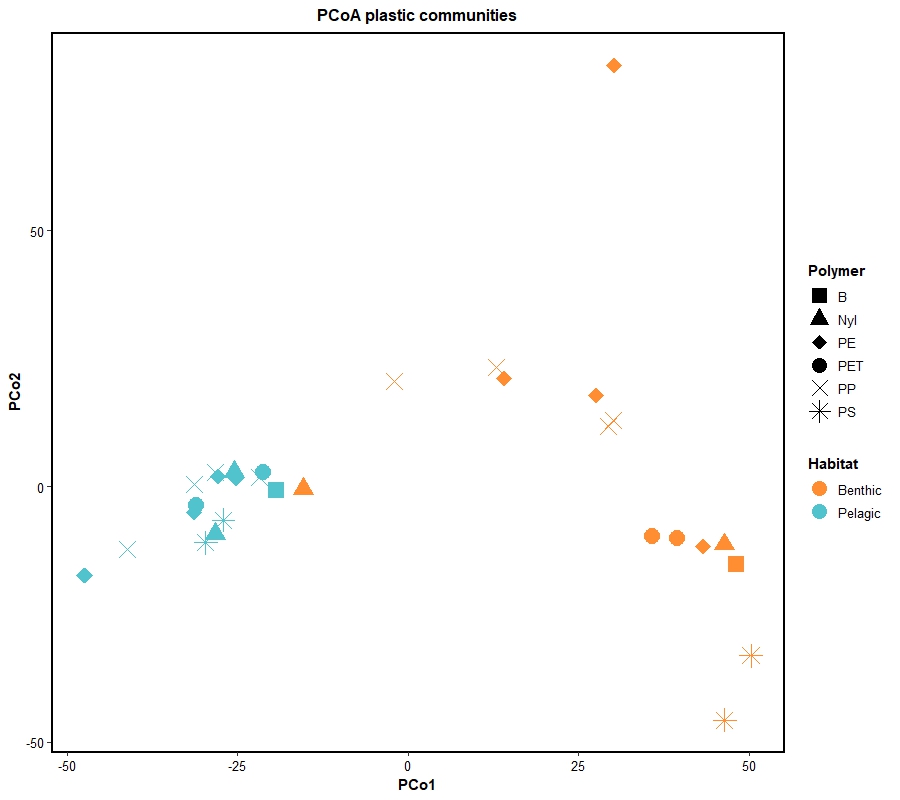 PCoA plastic communities
PCo2
50
0
-50
-50
-25
0
25
50
PCo1
Polymer
B
Nyl
PE
PET
PP
PS
Habitat
Benthic
Pelagic